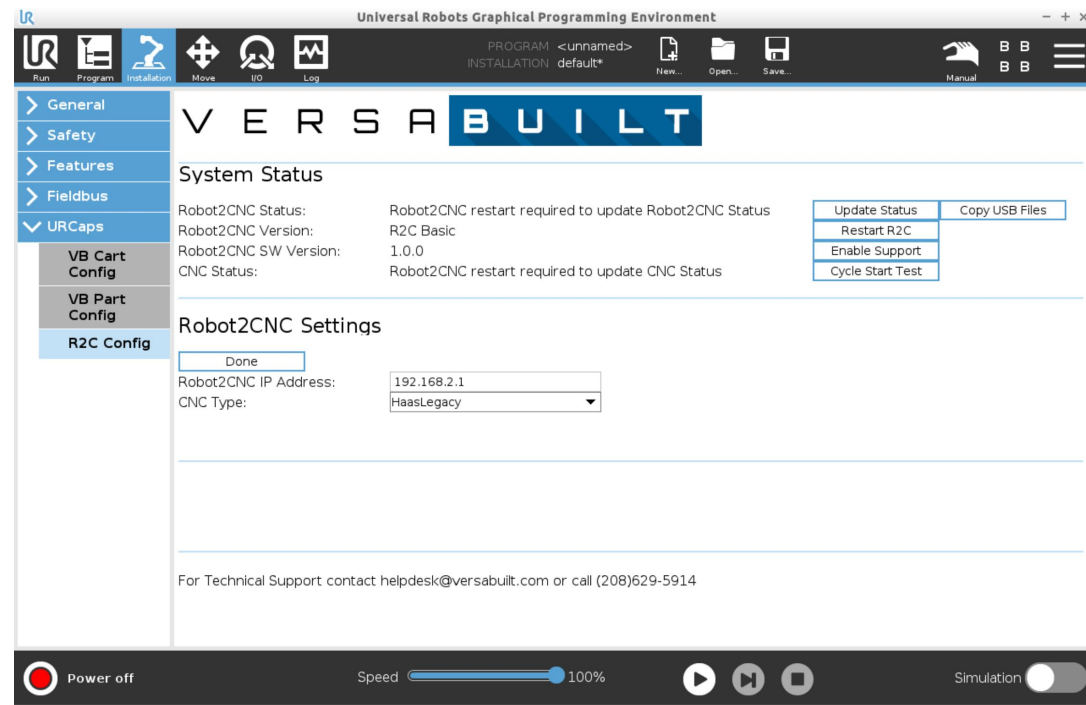 UR
Universal Robots Graphical Programming Environment
Run
Program
Installation
Move
I/O
Log
PROGRAM <unnamed>
INSTALLATION default*
New...
Open...
Save...
Manual
B B
B B
General
Safety
Features
Fieldbus
URCaps
VB Cart
Config
VB Part
Config
R2C Config
VERSABUILT
System Status
Robot2CNC Status: Robot2CNC restart required to update Robot2CNC Status Update Status Copy USB Files
Robot2CNC Version: R2C Basic Restart R2C
Robot2CNC SW Version: 1.0.0 Enable Support
CNC Status: Robot2CNC restart required to update CNC Status Cycle Start Test
Robot2CNC Settings
Done
Robot2CNC IP Address: 192.168.2.1
CNC Type: HaasLegacy
For Technical Support contact helpdesk@versabuilt.com or call (208)629-5914
Power off
Speed 100%
Simulation